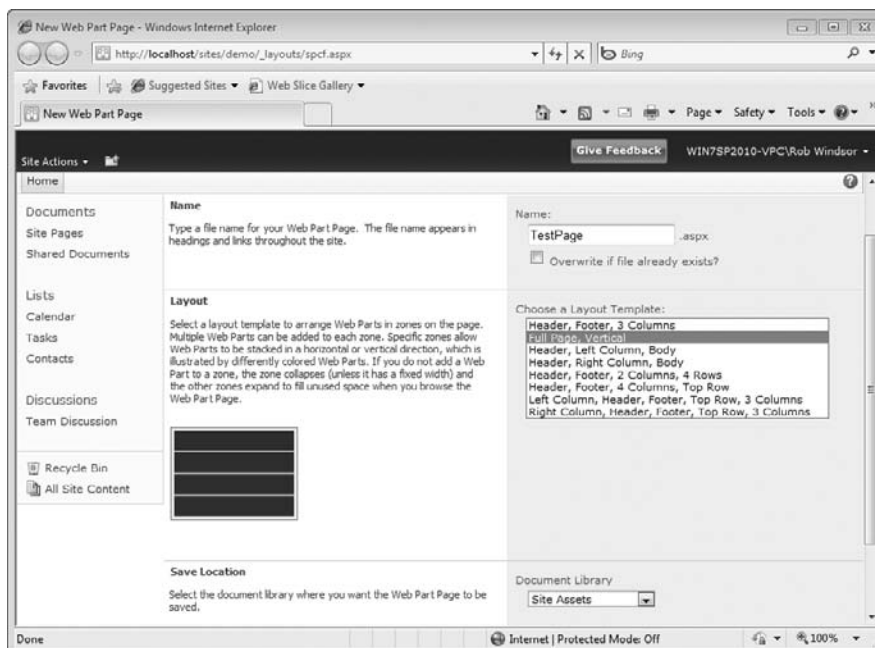 New Web Part Page - Windows Internet Explorer
http://localhost/sites/demo/_layouts/spcf.aspx
Bing
Favorites
Suggested Sites
Web Slice Gallery
New Web Part Page
Page
Safety
Tools
Site Actions
Give Feedback
WIN7SP2010-VPC\Rob Windsor
Home
Documents
Site Pages
Shared Documents
Lists
Calendar
Tasks
Contacts
Discussions
Team Discussion
Recycle Bin
All Site Content
Name
Type a file name for your Web Part Page. The file name appears in
headings and links throughout the site.
Name:
TestPage .aspx
Overwrite if file already exists?
Layout
Select a layout template to arrange Web Parts in zones on the page.
Multiple Web Parts can be added to each zone. Specific zones allow
Web Parts to be stacked in a horizontal or vertical direction, which is
illustrated by differently colored Web Parts. If you do not add a Web
Part to a zone, the zone collapses (unless it has a fixed width) and
the other zones expand to fill unused space when you browse the
Web Part Page.
Choose a Layout Template:
Header, Footer, 3 Columns
Full Page, Vertical
Header, Left Column, Body
Header, Right Column, Body
Header, Footer, 2 Columns, 4 Rows
Header, Footer, 4 Columns, Top Row
Left Column, Header, Footer, Top Row, 3 Columns
Right Column, Header, Footer, Top Row, 3 Columns
Save Location
Select the document library where you want the Web Part Page to be
saved.
Document Library
Site Assets
Done
Internet | Protected Mode: Off
100%